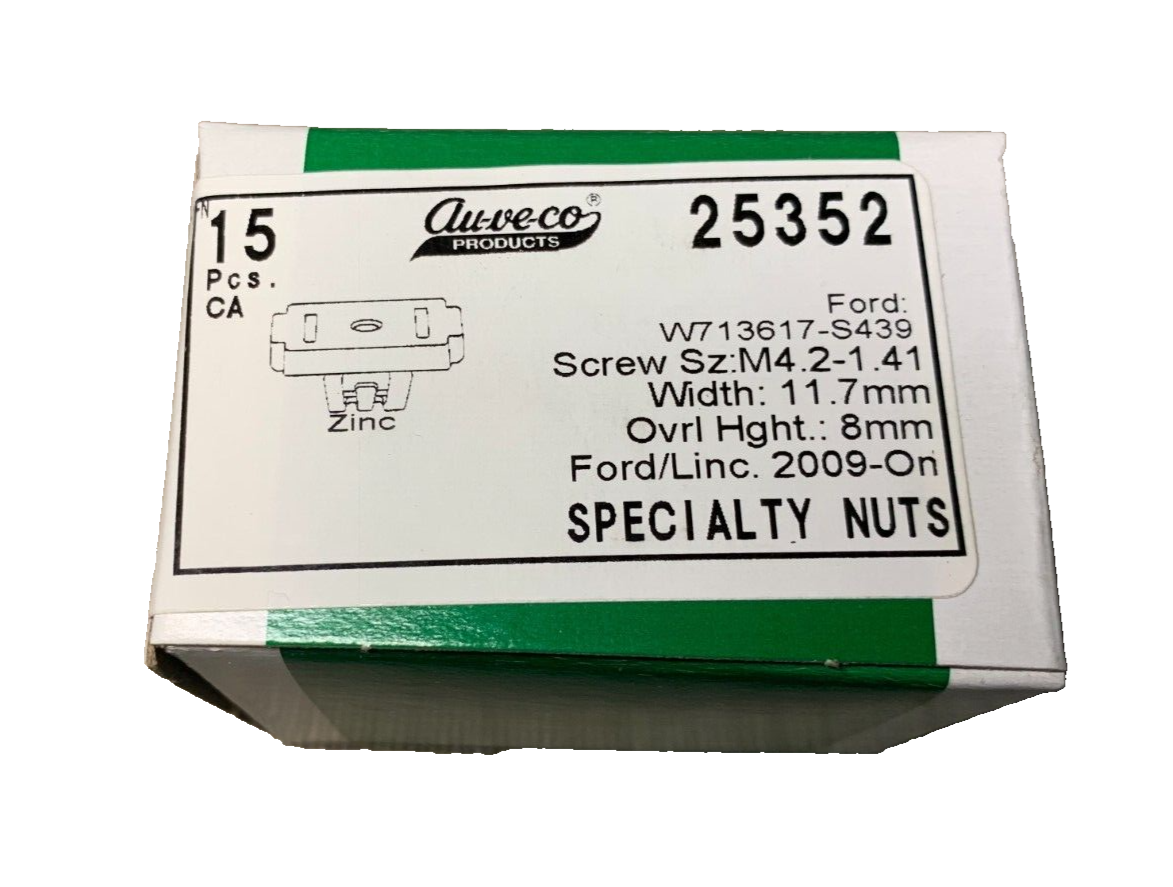 FN
15
Pcs.
CA
au-ve-co®
PRODUCTS
25352
Zinc
Ford:
W713617-S439
Screw Sz:M4.2-1.41
Width: 11.7mm
Ovrl Hght.: 8mm
Ford/Linc. 2009-On
SPECIALTY NUTS